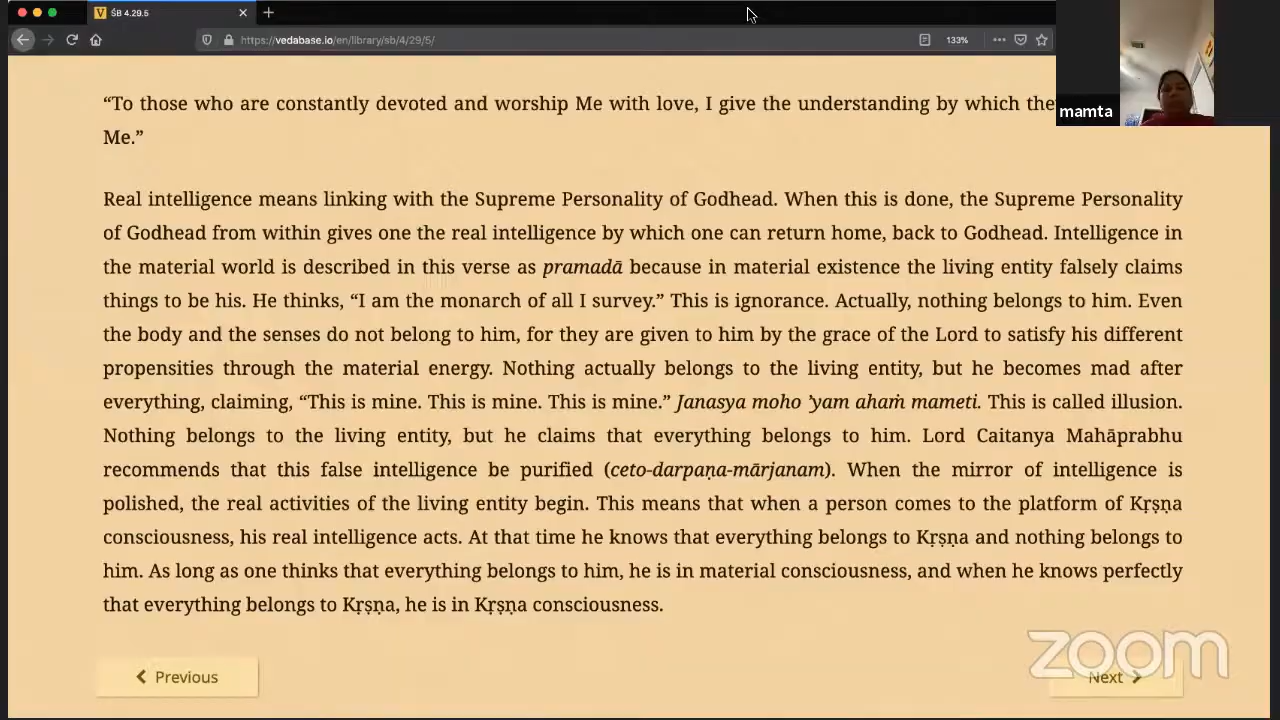 ŚB 4.29.5
https://vedabase.io/en/library/sb/4/29/5/
133%
mamta
“To those who are constantly devoted and worship Me with love, I give the understanding by which
Me.”
Real intelligence means linking with the Supreme Personality of Godhead. When this is done, the Supreme Personality
of Godhead from within gives one the real intelligence by which one can return home, back to Godhead. Intelligence in
the material world is described in this verse as pramadā because in material existence the living entity falsely claims
things to be his. He thinks, “I am the monarch of all I survey.” This is ignorance. Actually, nothing belongs to him. Even
the body and the senses do not belong to him, for they are given to him by the grace of the Lord to satisfy his different
propensities through the material energy. Nothing actually belongs to the living entity, but he becomes mad after
everything, claiming, “This is mine. This is mine. This is mine.” Janasya moho ’yam ahaṁ mameti. This is called illusion.
Nothing belongs to the living entity, but he claims that everything belongs to him. Lord Caitanya Mahāprabhu
recommends that this false intelligence be purified (ceto-darpaṇa-mārjanam). When the mirror of intelligence is
polished, the real activities of the living entity begin. This means that when a person comes to the platform of Kṛṣṇa
consciousness, his real intelligence acts. At that time he knows that everything belongs to Kṛṣṇa and nothing belongs to
him. As long as one thinks that everything belongs to him, he is in material consciousness, and when he knows perfectly
that everything belongs to Kṛṣṇa, he is in Kṛṣṇa consciousness.
Previous
Next
zoom